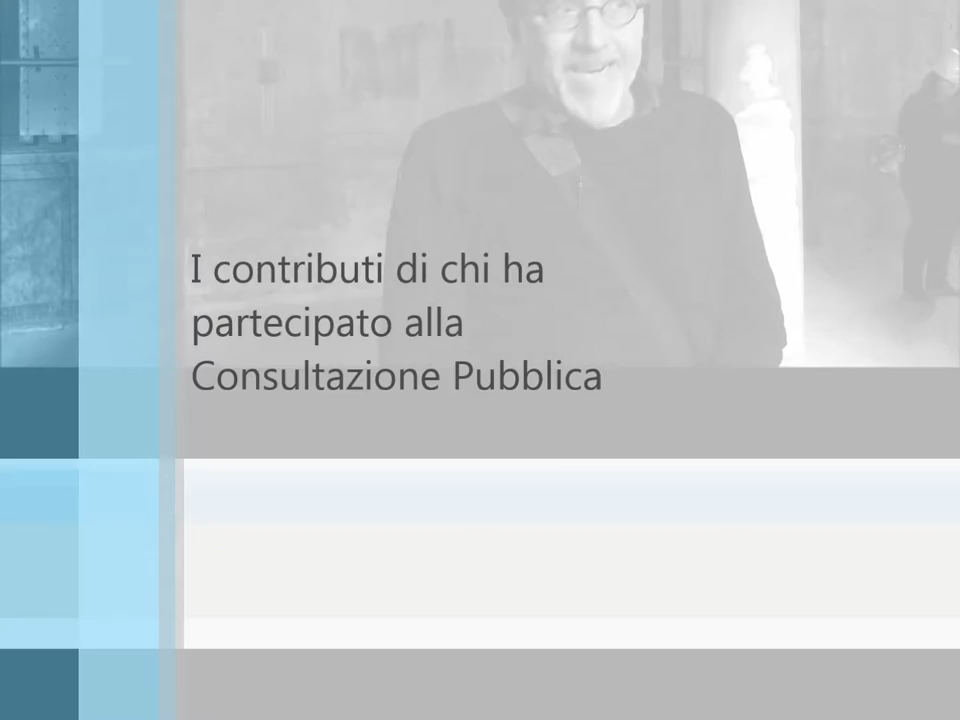 I contributi di chi ha
partecipato alla
Consultazione Pubblica